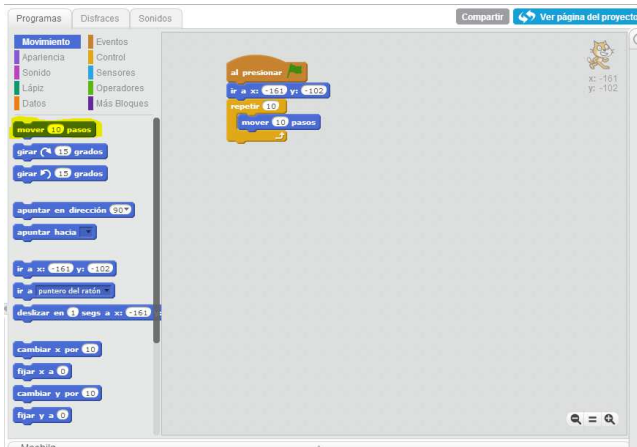 Programas Disfraces Sonidos Compartir Ver página del proyecto
Movimiento Eventos
Apariencia Control
Sonido Sensores
Lápiz Operadores
Datos Más Bloques
mover 10 pasos
girar 15 grados
girar 15 grados
apuntar en dirección 90
apuntar hacia
ir a x: -161 y: -102
ir a puntero del ratón
deslizar en 1 segs a x: -161
cambiar x por 10
fijar x a 0
cambiar y por 10
fijar y a 0
al presionar
ir a x: -161 y: -102
repetir 10
mover 10 pasos
x: -161
y: -102